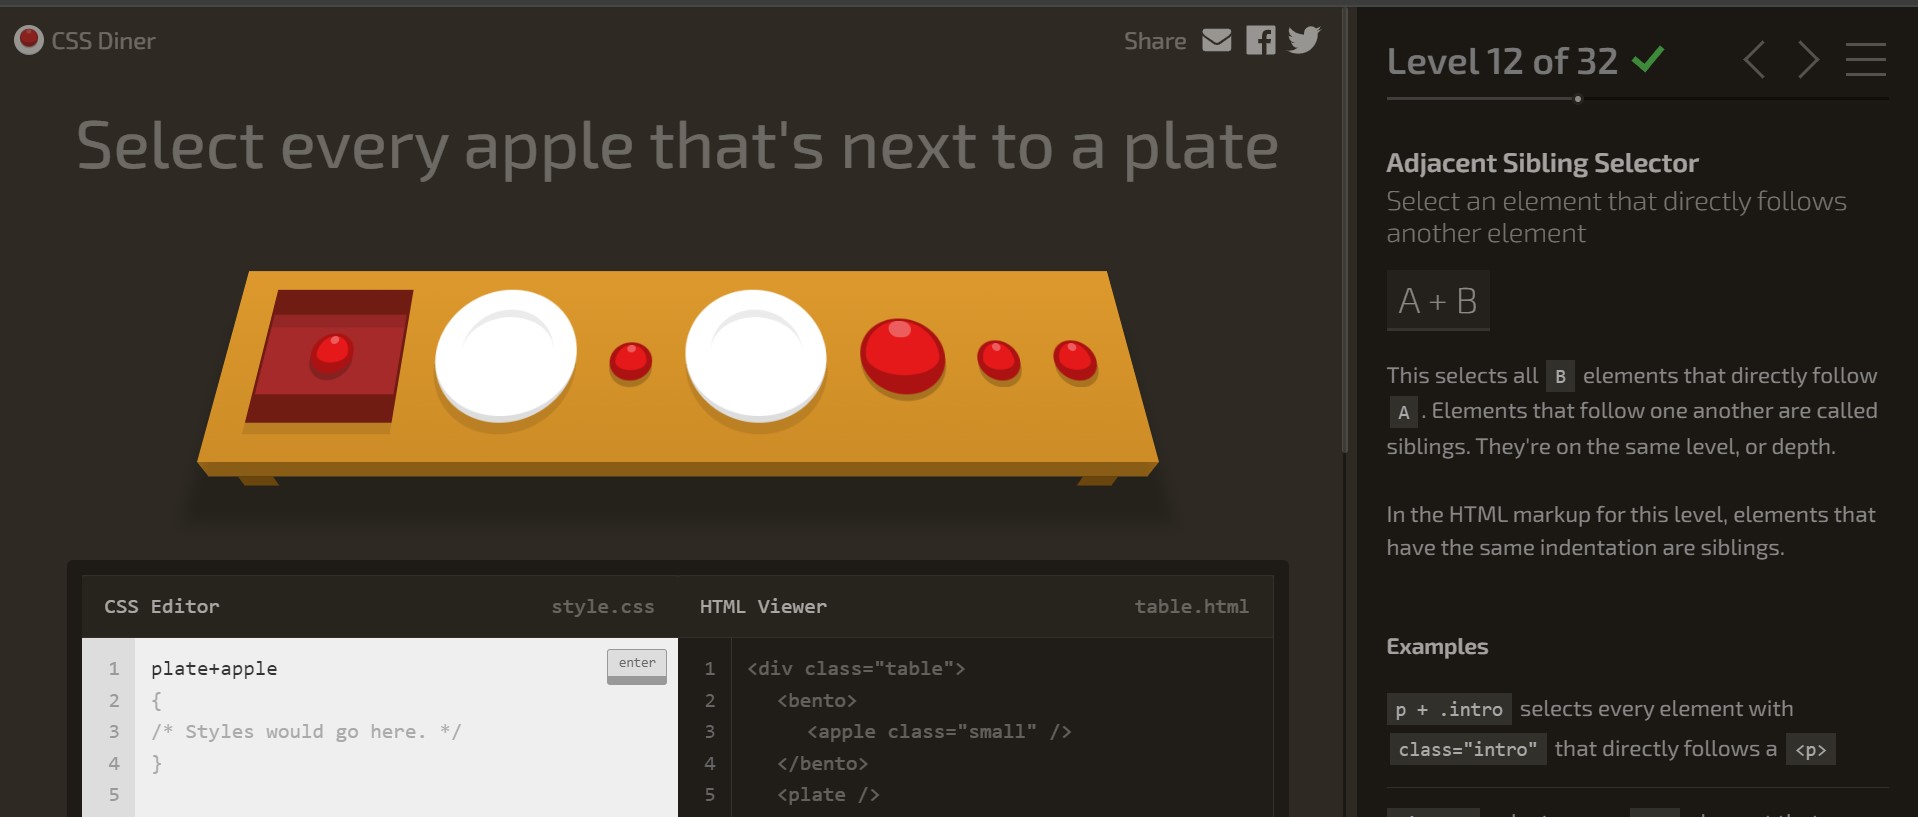 CSS Diner
Share
Select every apple that's next to a plate
CSS Editor
style.css
1 plate+apple
enter
2 {
3 /* Styles would go here. */
4 }
5
HTML Viewer
table.html
1 <div class="table">
2 <bento>
3 <apple class="small" />
4 </bento>
5 <plate />
Level 12 of 32
Adjacent Sibling Selector
Select an element that directly follows
another element
A + B
This selects all B elements that directly follow
A . Elements that follow one another are called
siblings. They're on the same level, or depth.
In the HTML markup for this level, elements that
have the same indentation are siblings.
Examples
p + .intro selects every element with
class="intro" that directly follows a <p>